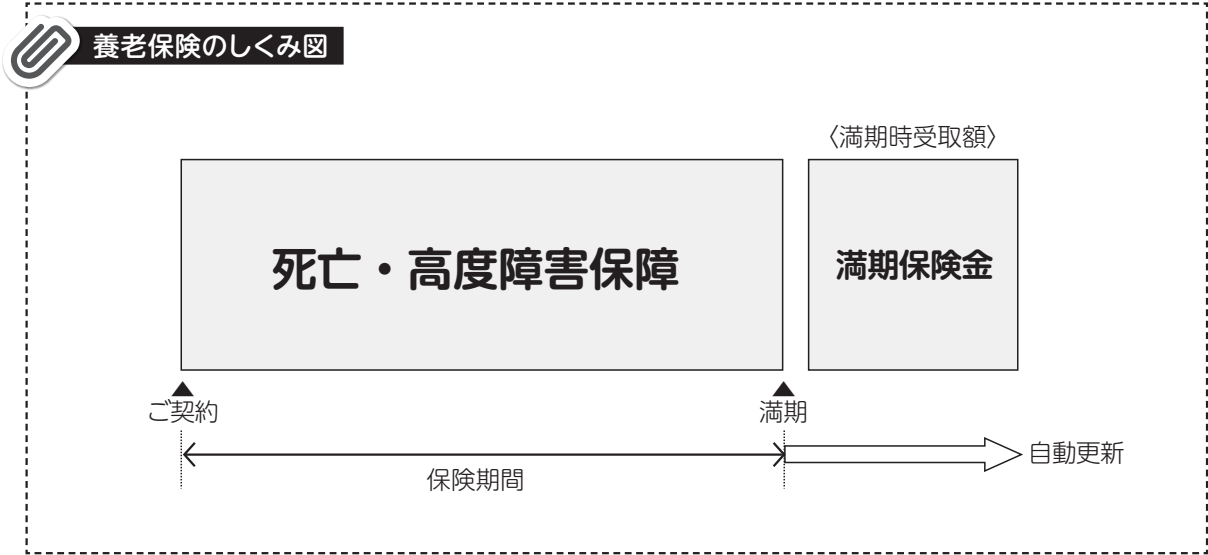 養老保険のしくみ図
〈満期時受取額〉
死亡・高度障害保障
満期保険金
ご契約
満期
自動更新
保険期間